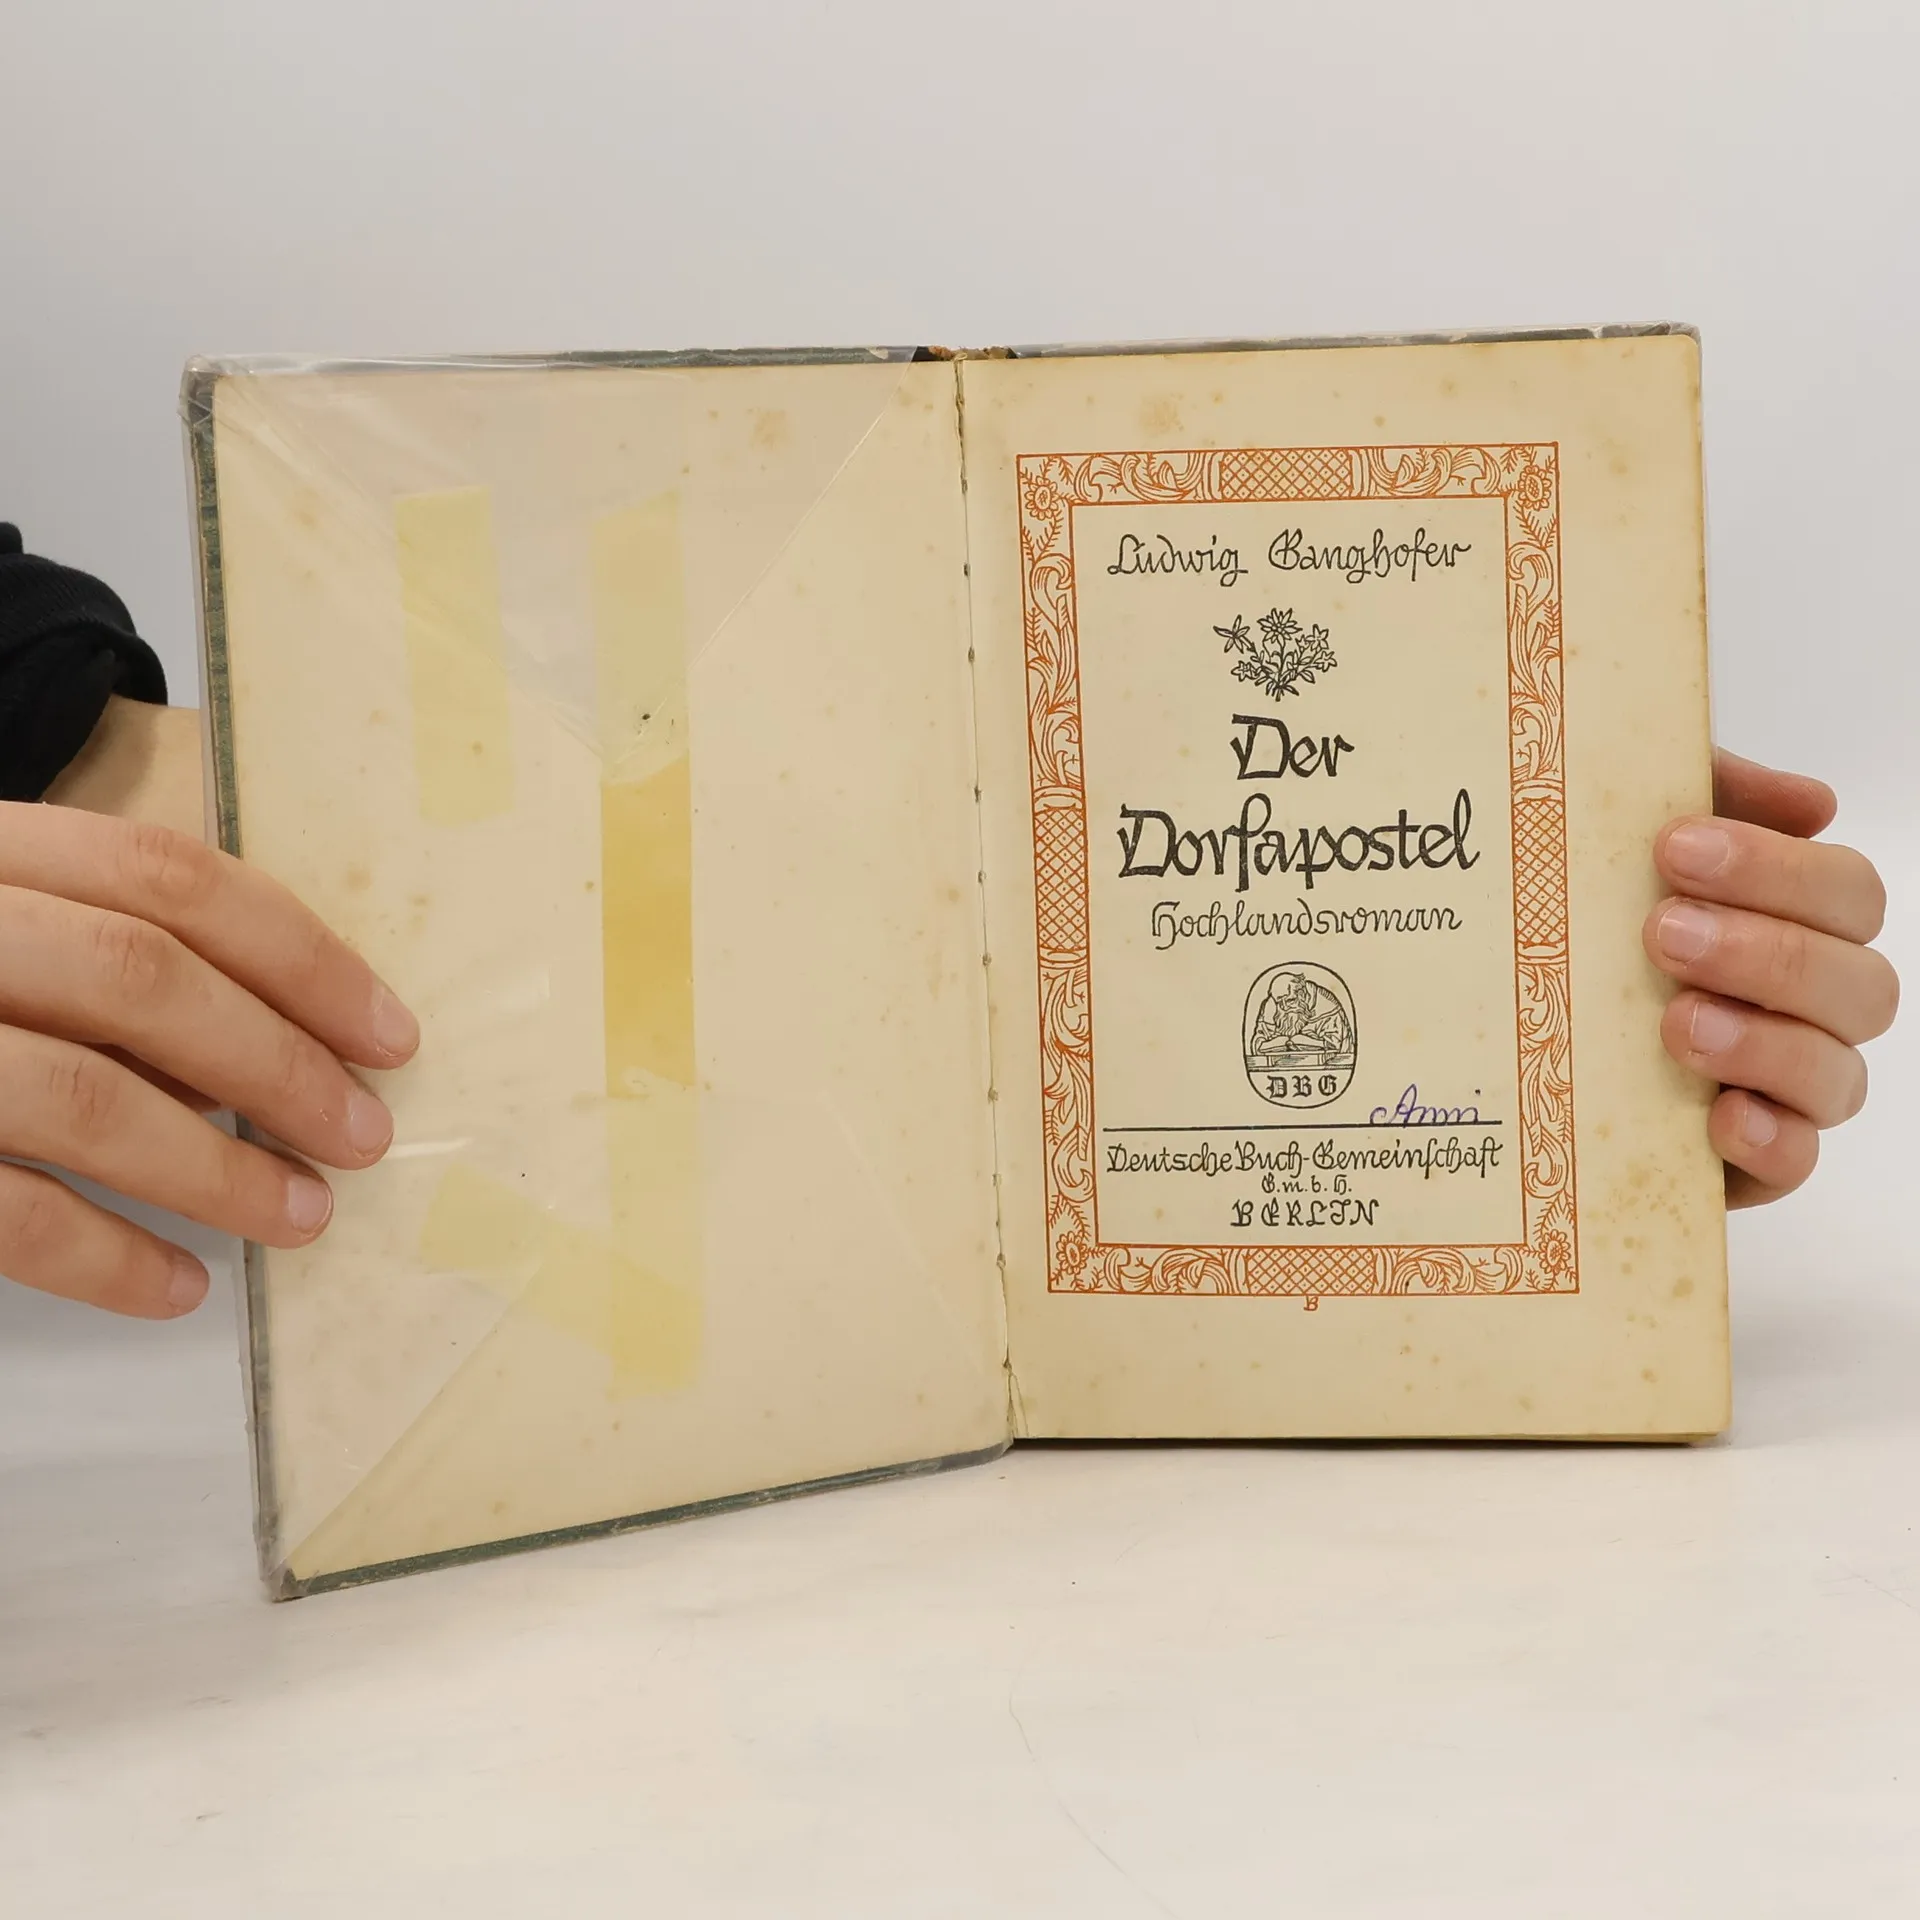 Ludwig Ganghofer
Der
Dorfapostel
Hochlandsroman
DBG
Anni
Deutsche Buch-Gemeinschaft
G.m.b.H.
BERLIN
B